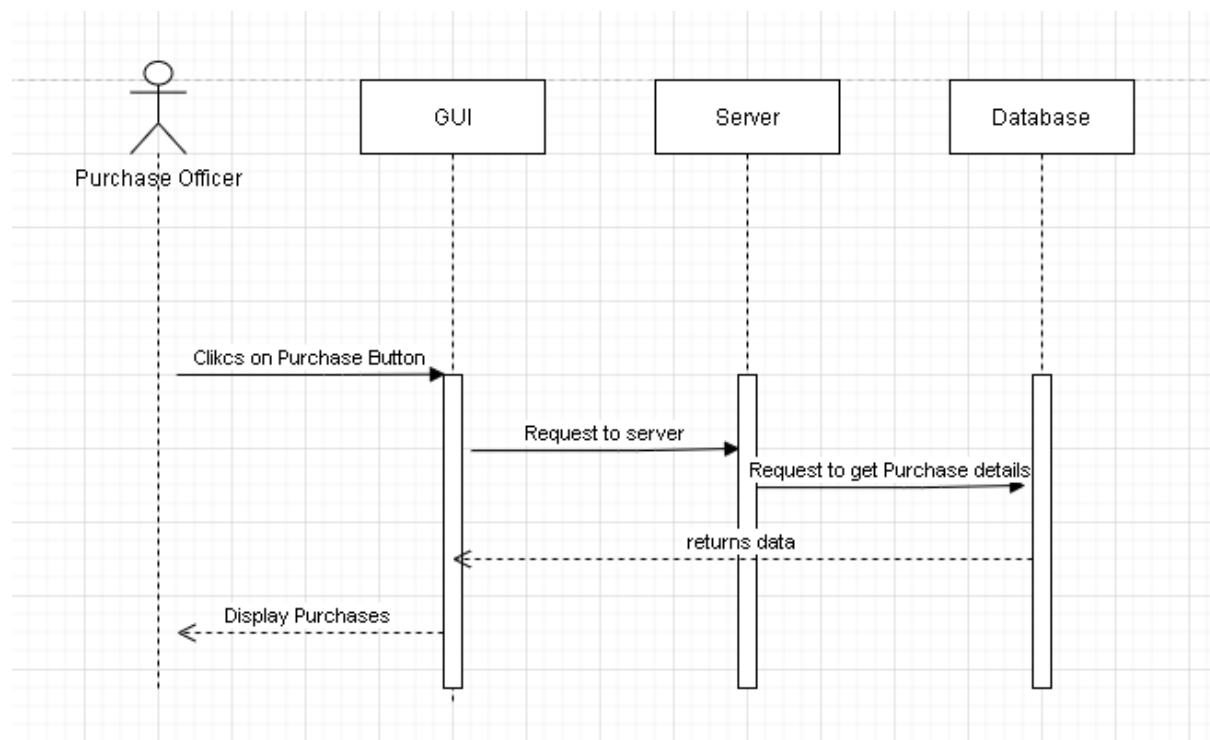 GUI
Server
Database
Purchase Officer
Clikcs on Purchase Button
Request to server
Request to get Purchase details
returns data
Display Purchases